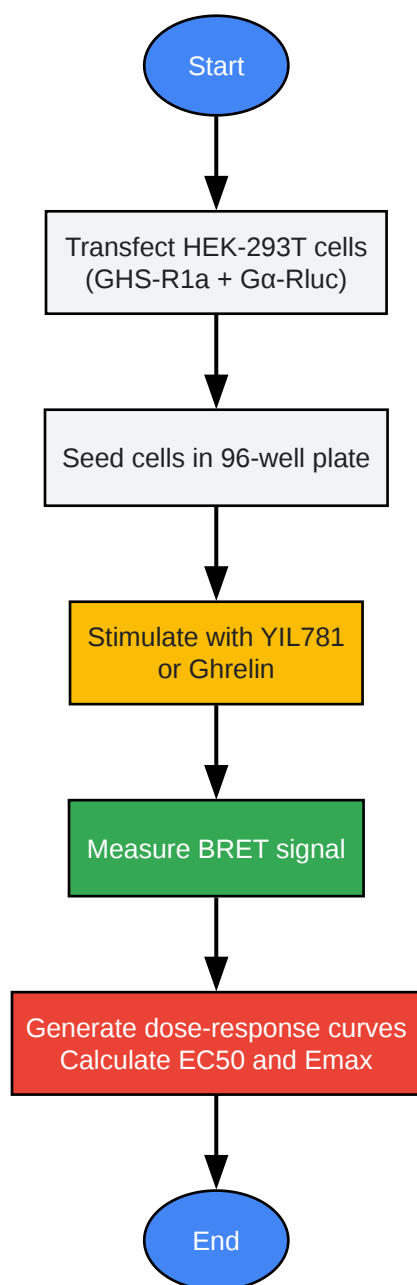 Start
Transfect HEK-293T cells
(GHS-R1a + Gα-Rluc)
Seed cells in 96-well plate
Stimulate with YIL781
or Ghrelin
Measure BRET signal
Generate dose-response curves
Calculate EC50 and Emax
End